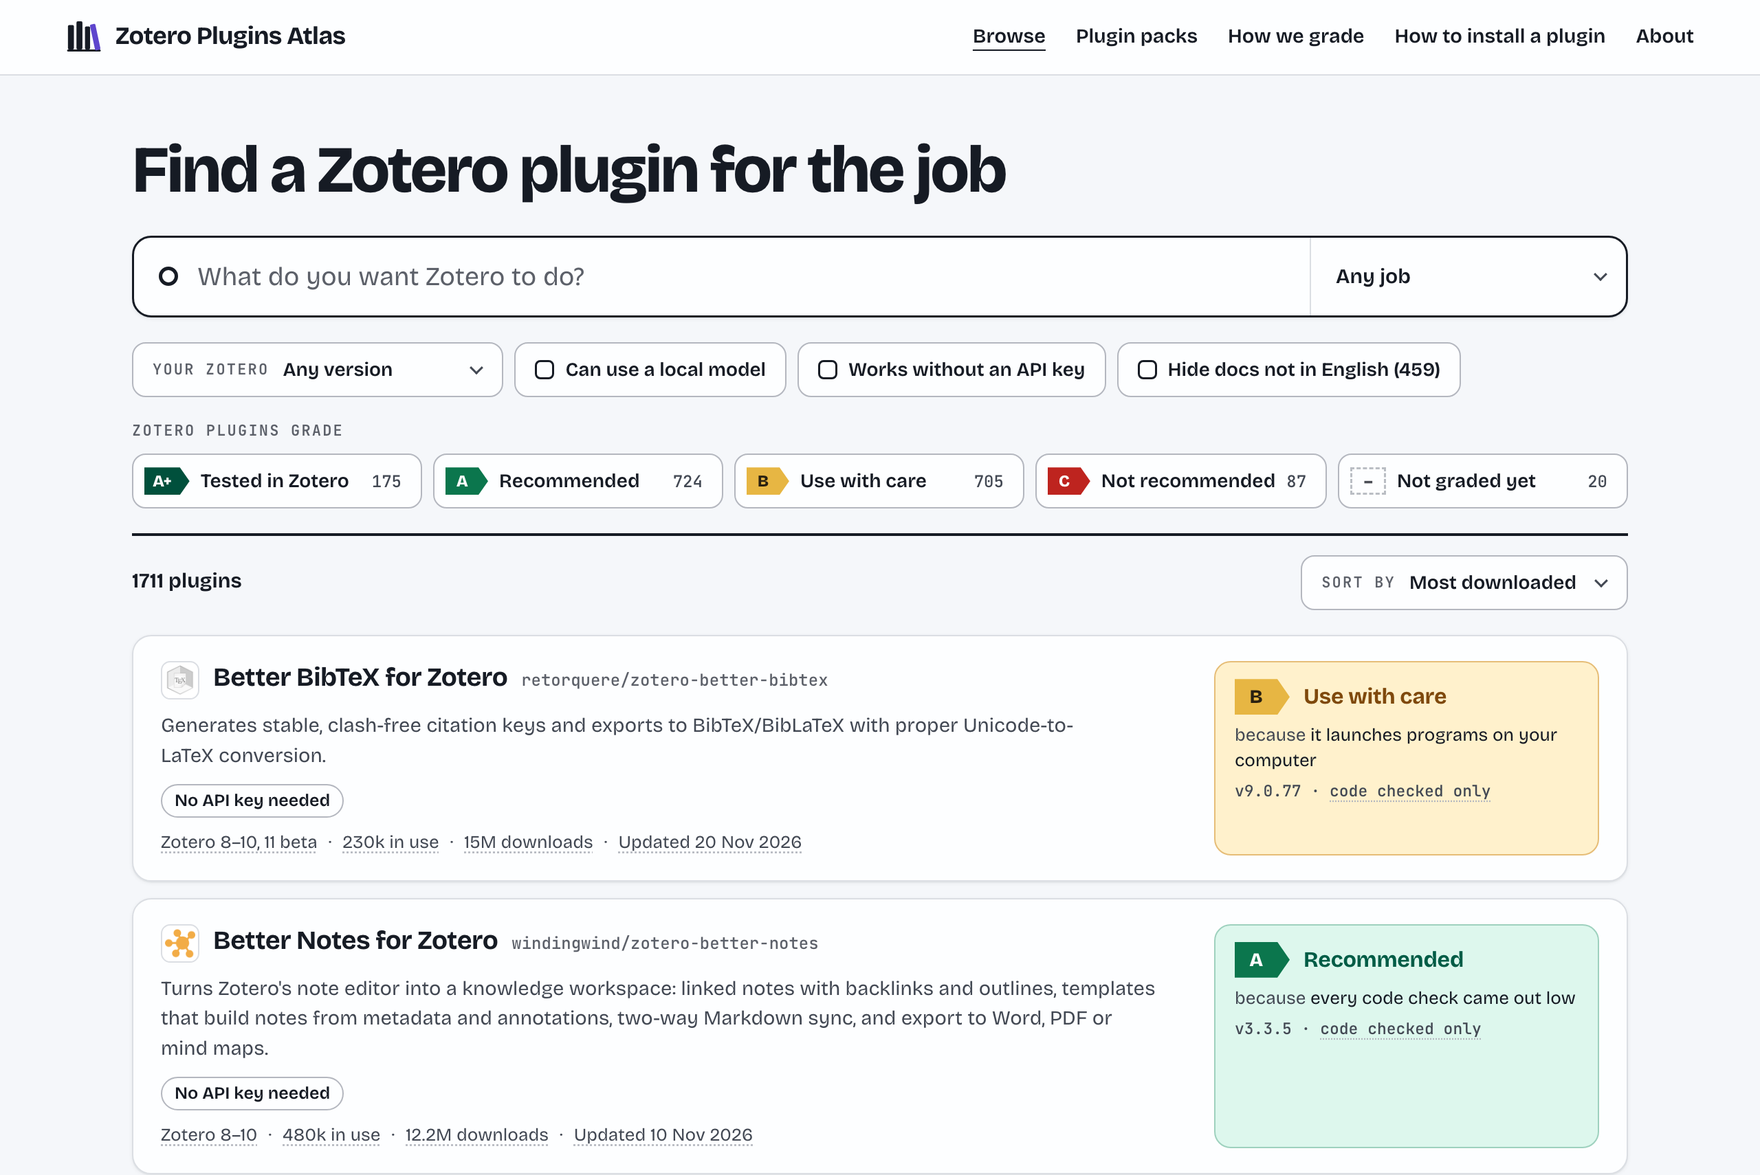 Zotero Plugins Atlas
Browse
Plugin packs
How we grade
How to install a plugin
About
Find a Zotero plugin for the job
What do you want Zotero to do?
Any job
YOUR ZOTERO Any version
Can use a local model
Works without an API key
Hide docs not in English (459)
ZOTERO PLUGINS GRADE
A+ Tested in Zotero 175
A Recommended 724
B Use with care 705
C Not recommended 87
– Not graded yet 20
1711 plugins
SORT BY Most downloaded
Better BibTeX for Zotero retorquere/zotero-better-bibtex
Generates stable, clash-free citation keys and exports to BibTeX/BibLaTeX with proper Unicode-to-
LaTeX conversion.
No API key needed
Zotero 8–10, 11 beta · 230k in use · 15M downloads · Updated 20 Nov 2026
B Use with care
because it launches programs on your
computer
v9.0.77 · code checked only
Better Notes for Zotero windingwind/zotero-better-notes
Turns Zotero's note editor into a knowledge workspace: linked notes with backlinks and outlines, templates
that build notes from metadata and annotations, two-way Markdown sync, and export to Word, PDF or
mind maps.
No API key needed
Zotero 8–10 · 480k in use · 12.2M downloads · Updated 10 Nov 2026
A Recommended
because every code check came out low
v3.3.5 · code checked only